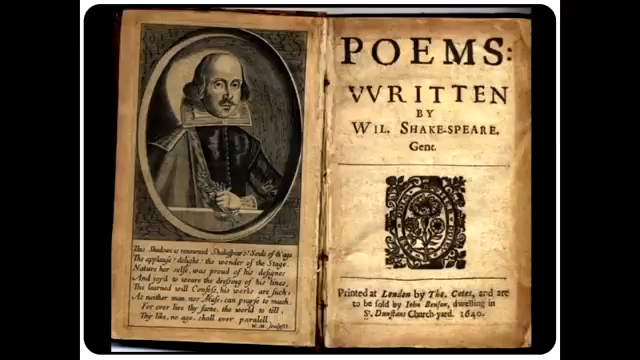 This Shadowe is renowned Shakespear's? Soule of th'age
The applause? delight? the wonder of the Stage.
Nature her selfe, was proud of his designes
And joy'd to weare the dressing of his lines,
The learned will Confess, his works are such,
As neither man, nor Muse, can prayse to much.
For ever live thy fame, the world to tell,
Thy like, no age, shall ever paralell.
W. M. sculpsit.
POEMS:
VVRITTEN
BY
WIL. SHAKE-SPEARE.
Gent.
Printed at London by Tho. Cotes, and are
to be sold by Iohn Benson, dwelling in
St. Dunstans Church-yard. 1640.